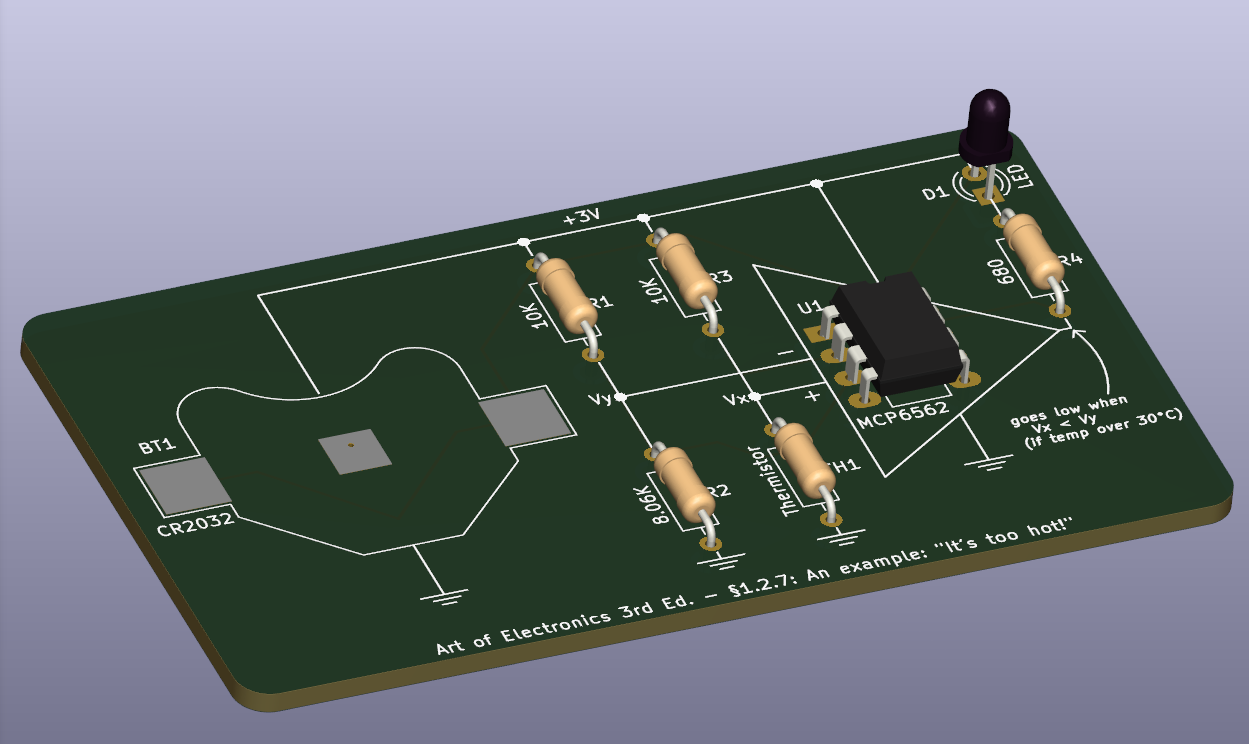 +3V
D1
LED
680
R4
10K
R1
10K
R3
U1
MCP6562
−
+
Vy
Vx
goes low when
Vx < Vy
(if temp over 30°C)
BT1
CR2032
8.06K
R2
Thermistor
TH1
Art of Electronics 3rd Ed. — §1.2.7: An example: "It's too hot!"